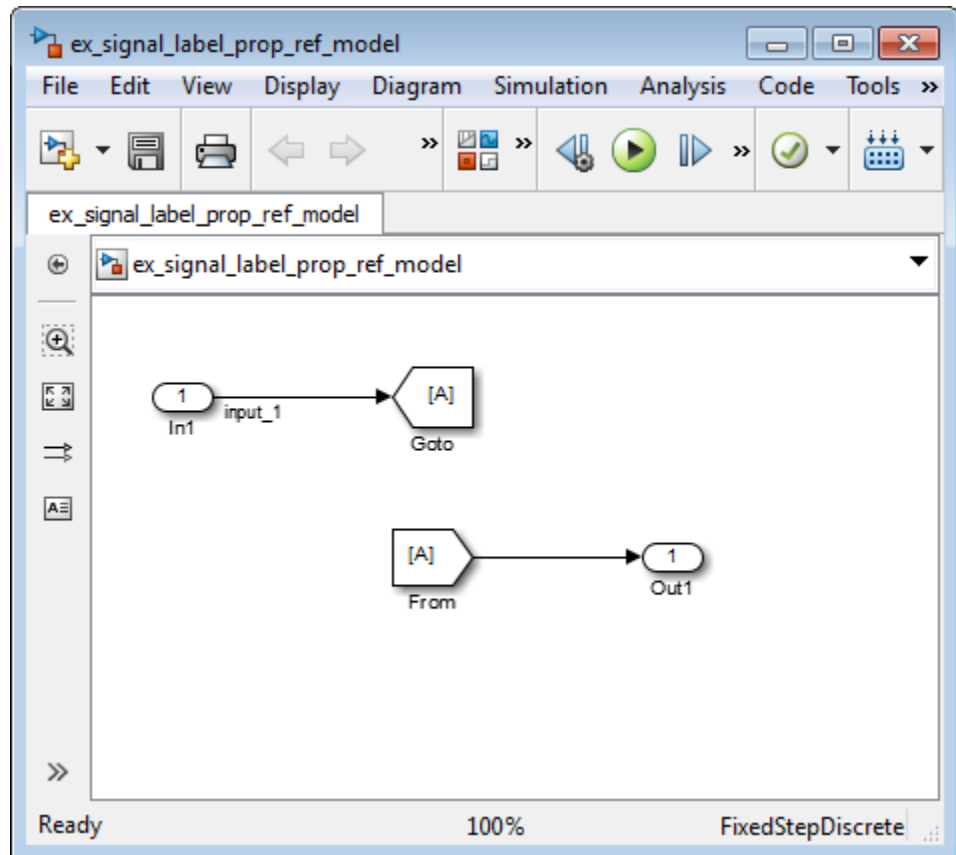 ex_signal_label_prop_ref_model
File Edit View Display Diagram Simulation Analysis Code Tools »
» »  »
ex_signal_label_prop_ref_model
ex_signal_label_prop_ref_model
1
input_1
In1
[A]
Goto
A
[A]
From
1
Out1
»
Ready 100% FixedStepDiscrete